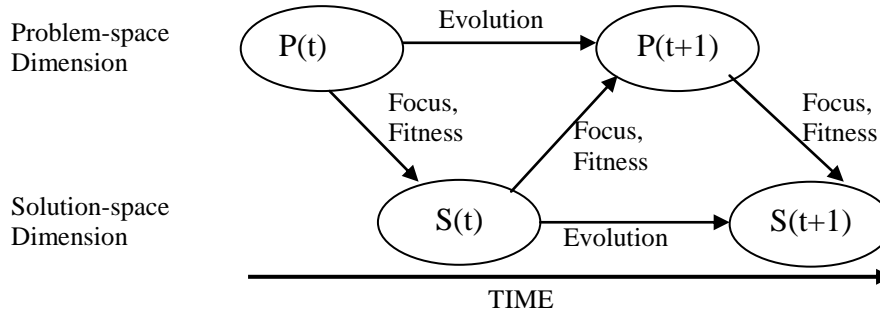 Problem-space
Dimension
P(t)
Evolution
P(t+1)
Focus,
Fitness
Focus,
Fitness
Focus,
Fitness
Solution-space
Dimension
S(t)
Evolution
S(t+1)
TIME